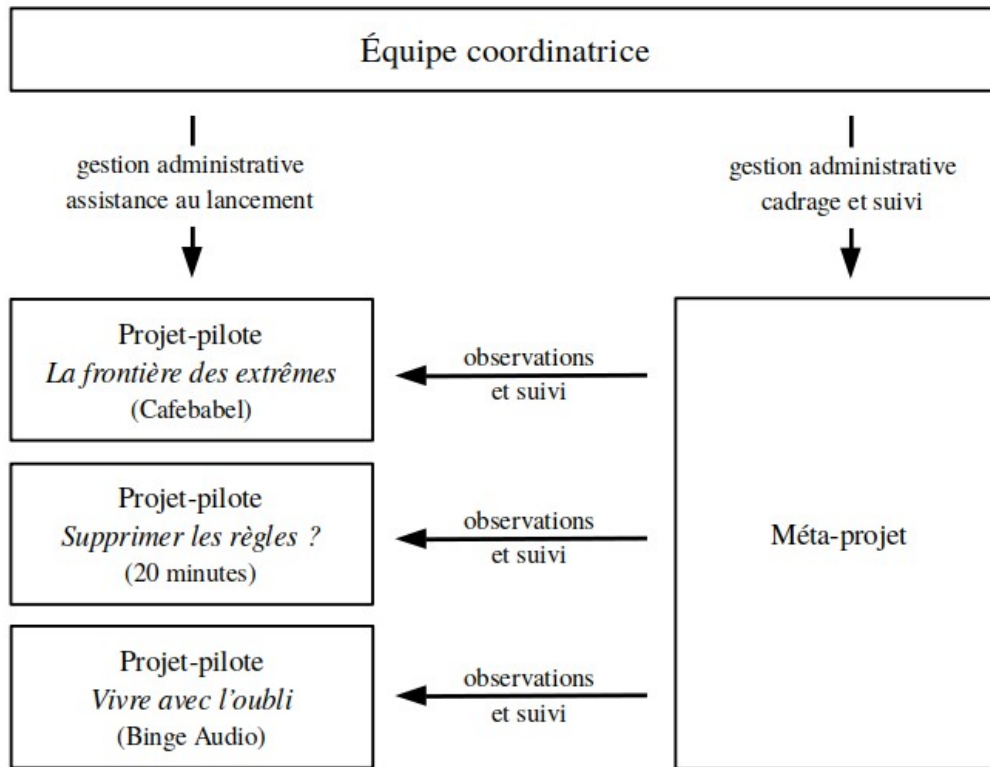 Équipe coordinatrice
gestion administrative
assistance au lancement
gestion administrative
cadrage et suivi
Projet-pilote
La frontière des extrêmes
(Cafebabel)
observations
et suivi
Projet-pilote
Supprimer les règles ?
(20 minutes)
observations
et suivi
Méta-projet
Projet-pilote
Vivre avec l’oubli
(Binge Audio)
observations
et suivi